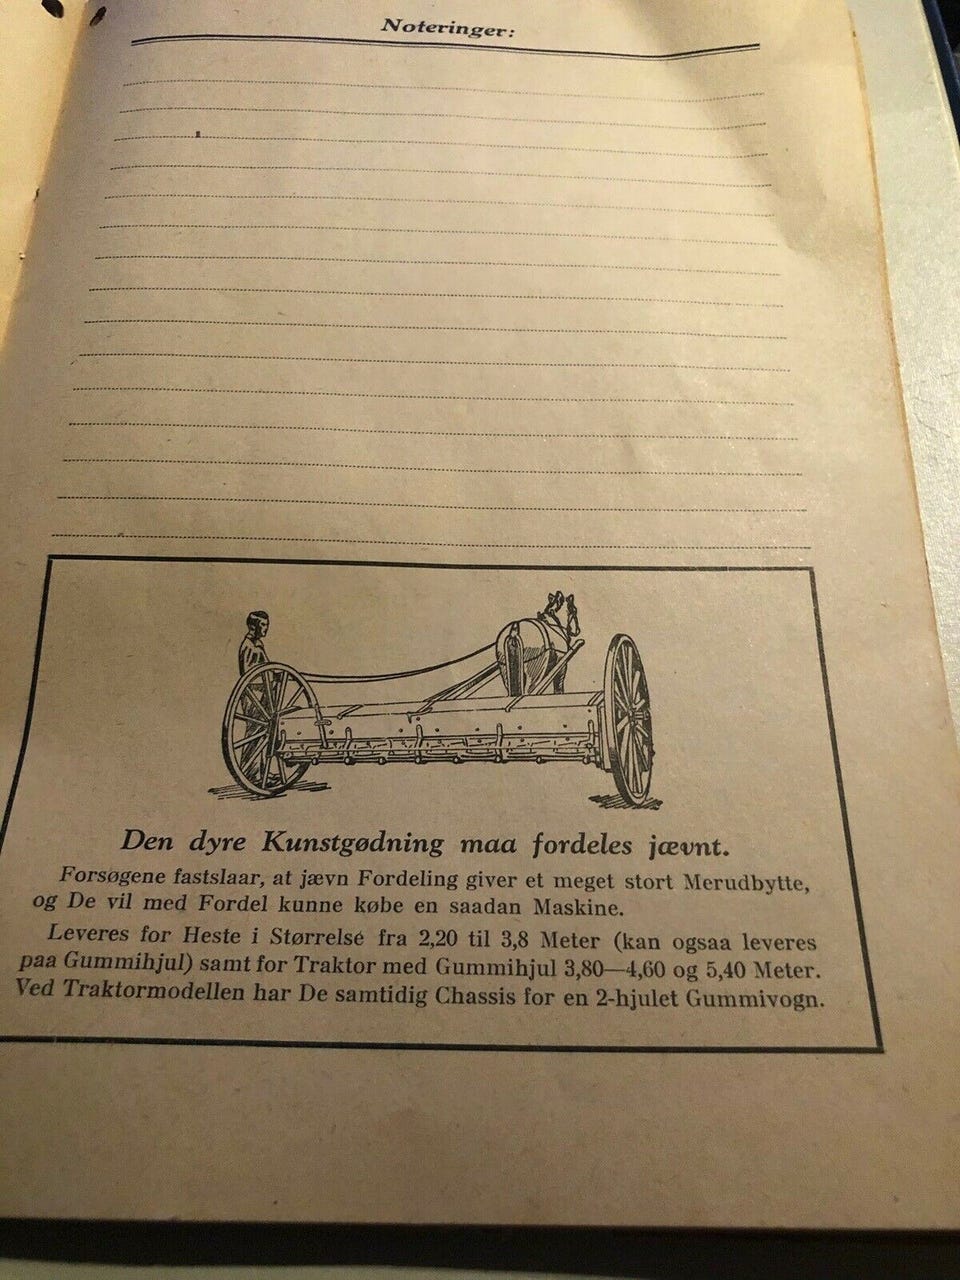 Noteringer:
Den dyre Kunstgødning maa fordeles jævnt.
Forsøgene fastslaar, at jævn Fordeling giver et meget stort Merudbytte,
og De vil med Fordel kunne købe en saadan Maskine.
Leveres for Heste i Størrelse fra 2,20 til 3,8 Meter (kan ogsaa leveres
paa Gummihjul) samt for Traktor med Gummihjul 3,80—4,60 og 5,40 Meter.
Ved Traktormodellen har De samtidig Chassis for en 2-hjulet Gummivogn.